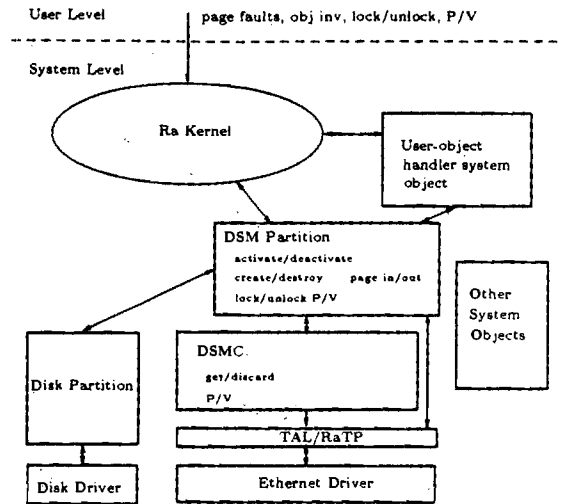 User Level
page faults, obj inv, lock/unlock, P/V
System Level
Ra Kernel
User-object
handler system
object
DSM Partition
activate/deactivate
create/destroy page in/out
lock/unlock P/V
Other
System
Objects
DSMC.
get/discard
P/V
Disk Partition
TAL/RaTP
Disk Driver
Ethernet Driver